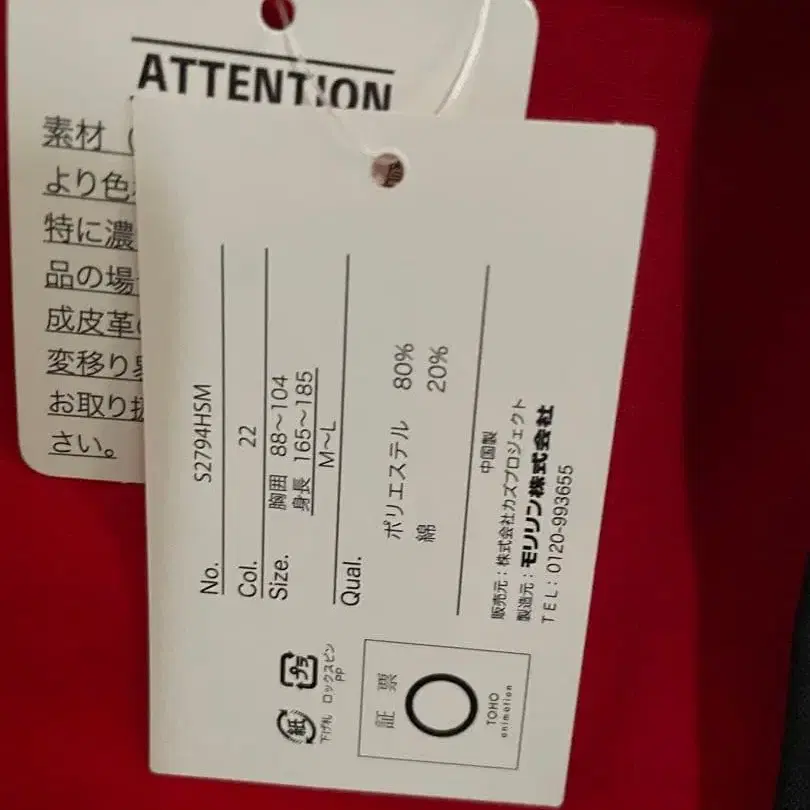 ATTENTION
素材（
より色
特に濃
品の場
成皮革の
変移り
お取り扱
さい。
No. S2794HSM
Col. 22
Size. 胸囲 88～104
身長 165～185
M～L
Qual.
ポリエステル 80%
綿 20%
中国製
販売元：株式会社カズプロジェクト
製造元：モリリン株式会社
TEL：0120-993655
紙
下げ札
プラ
ロックスピン
PP
証票
TOHO
animation